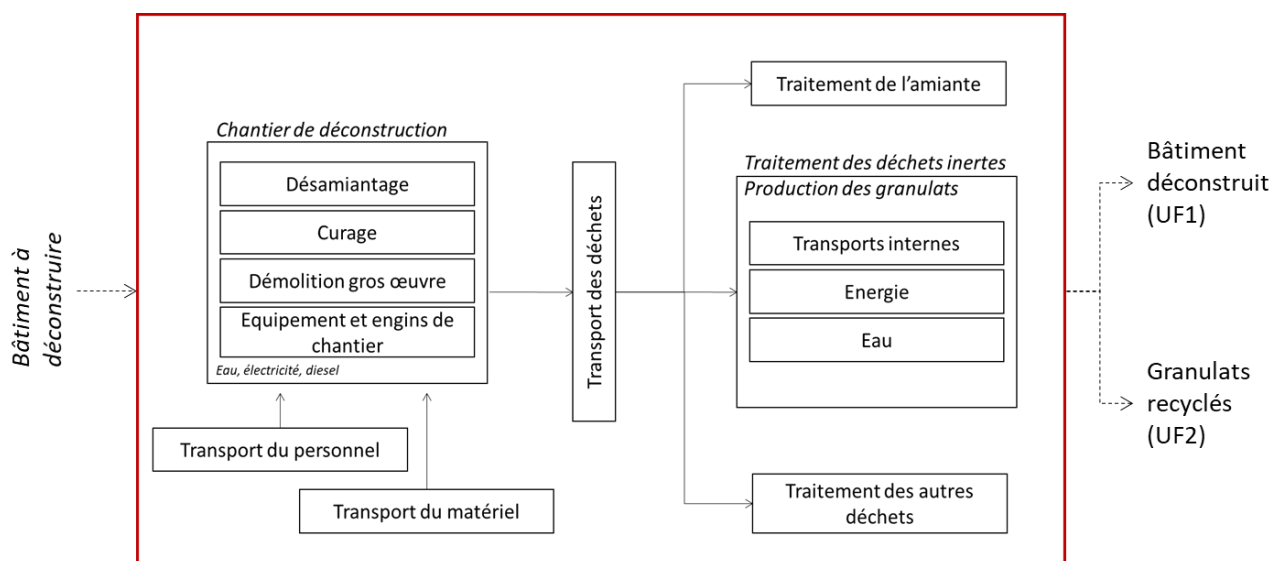 Bâtiment à
déconstruire
Chantier de déconstruction
Désamiantage
Curage
Démolition gros œuvre
Equipement et engins de
chantier
Eau, électricité, diesel
Transport du personnel
Transport du matériel
Transport des déchets
Traitement de l’amiante
Traitement des déchets inertes
Production des granulats
Transports internes
Energie
Eau
Traitement des autres
déchets
Bâtiment
déconstruit
(UF1)
Granulats
recyclés
(UF2)